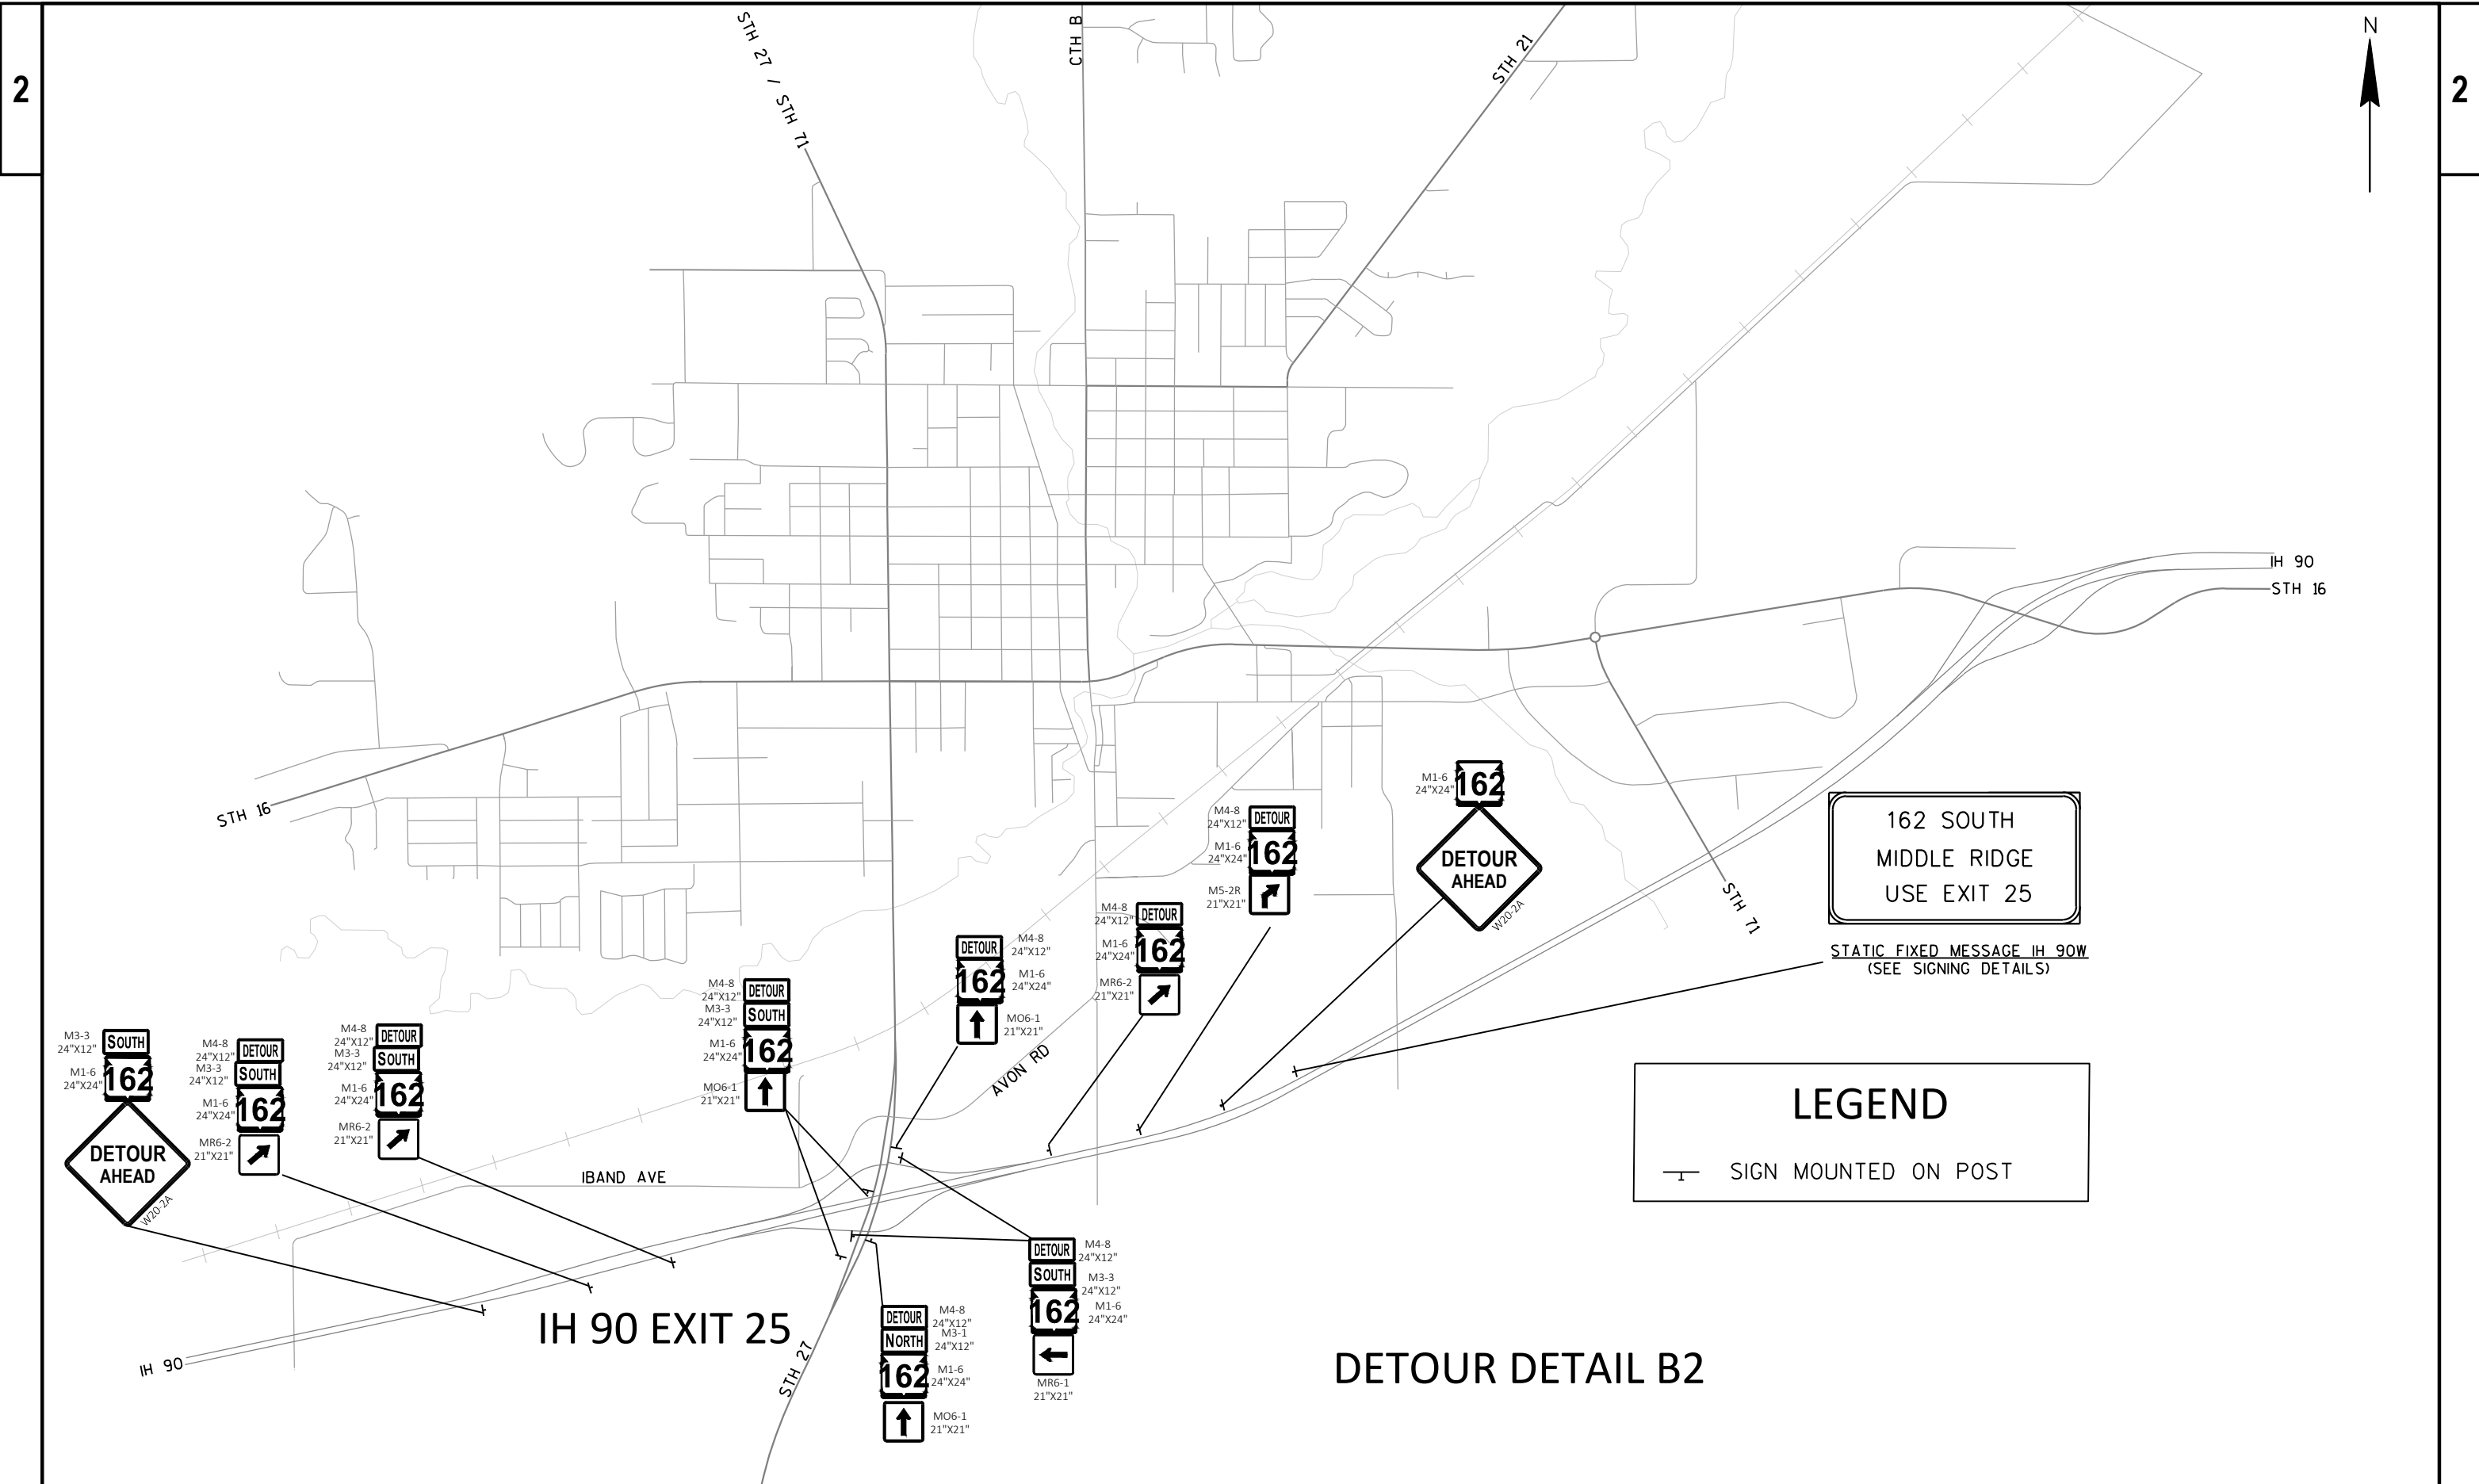 2
2
N
STH 27 / STH 71
CTH B
STH 21
IH 90
STH 16
STH 16
STH 71
M1-6
24"X24"
162
DETOUR
AHEAD
W20-2A
162 SOUTH
MIDDLE RIDGE
USE EXIT 25
STATIC FIXED MESSAGE IH 90W
(SEE SIGNING DETAILS)
M4-8
24"X12"
DETOUR
M1-6
24"X24"
162
M5-2R
21"X21"
M4-8
24"X12"
DETOUR
M1-6
24"X24"
162
MR6-2
21"X21"
DETOUR
M4-8
24"X12"
162
M1-6
24"X24"
MO6-1
21"X21"
M4-8
24"X12"
DETOUR
M3-3
24"X12"
SOUTH
M1-6
24"X24"
162
MO6-1
21"X21"
M4-8
24"X12"
DETOUR
M3-3
24"X12"
SOUTH
M1-6
24"X24"
162
MR6-2
21"X21"
M4-8
24"X12"
DETOUR
M3-3
24"X12"
SOUTH
M1-6
24"X24"
162
MR6-2
21"X21"
M3-3
24"X12"
SOUTH
M1-6
24"X24"
162
DETOUR
AHEAD
W20-2A
AVON RD
IBAND AVE
LEGEND
SIGN MOUNTED ON POST
DETOUR
M4-8
24"X12"
SOUTH
M3-3
24"X12"
162
M1-6
24"X24"
MR6-1
21"X21"
DETOUR
M4-8
24"X12"
NORTH
M3-1
24"X12"
162
M1-6
24"X24"
MO6-1
21"X21"
IH 90 EXIT 25
IH 90
STH 27
DETOUR DETAIL B2